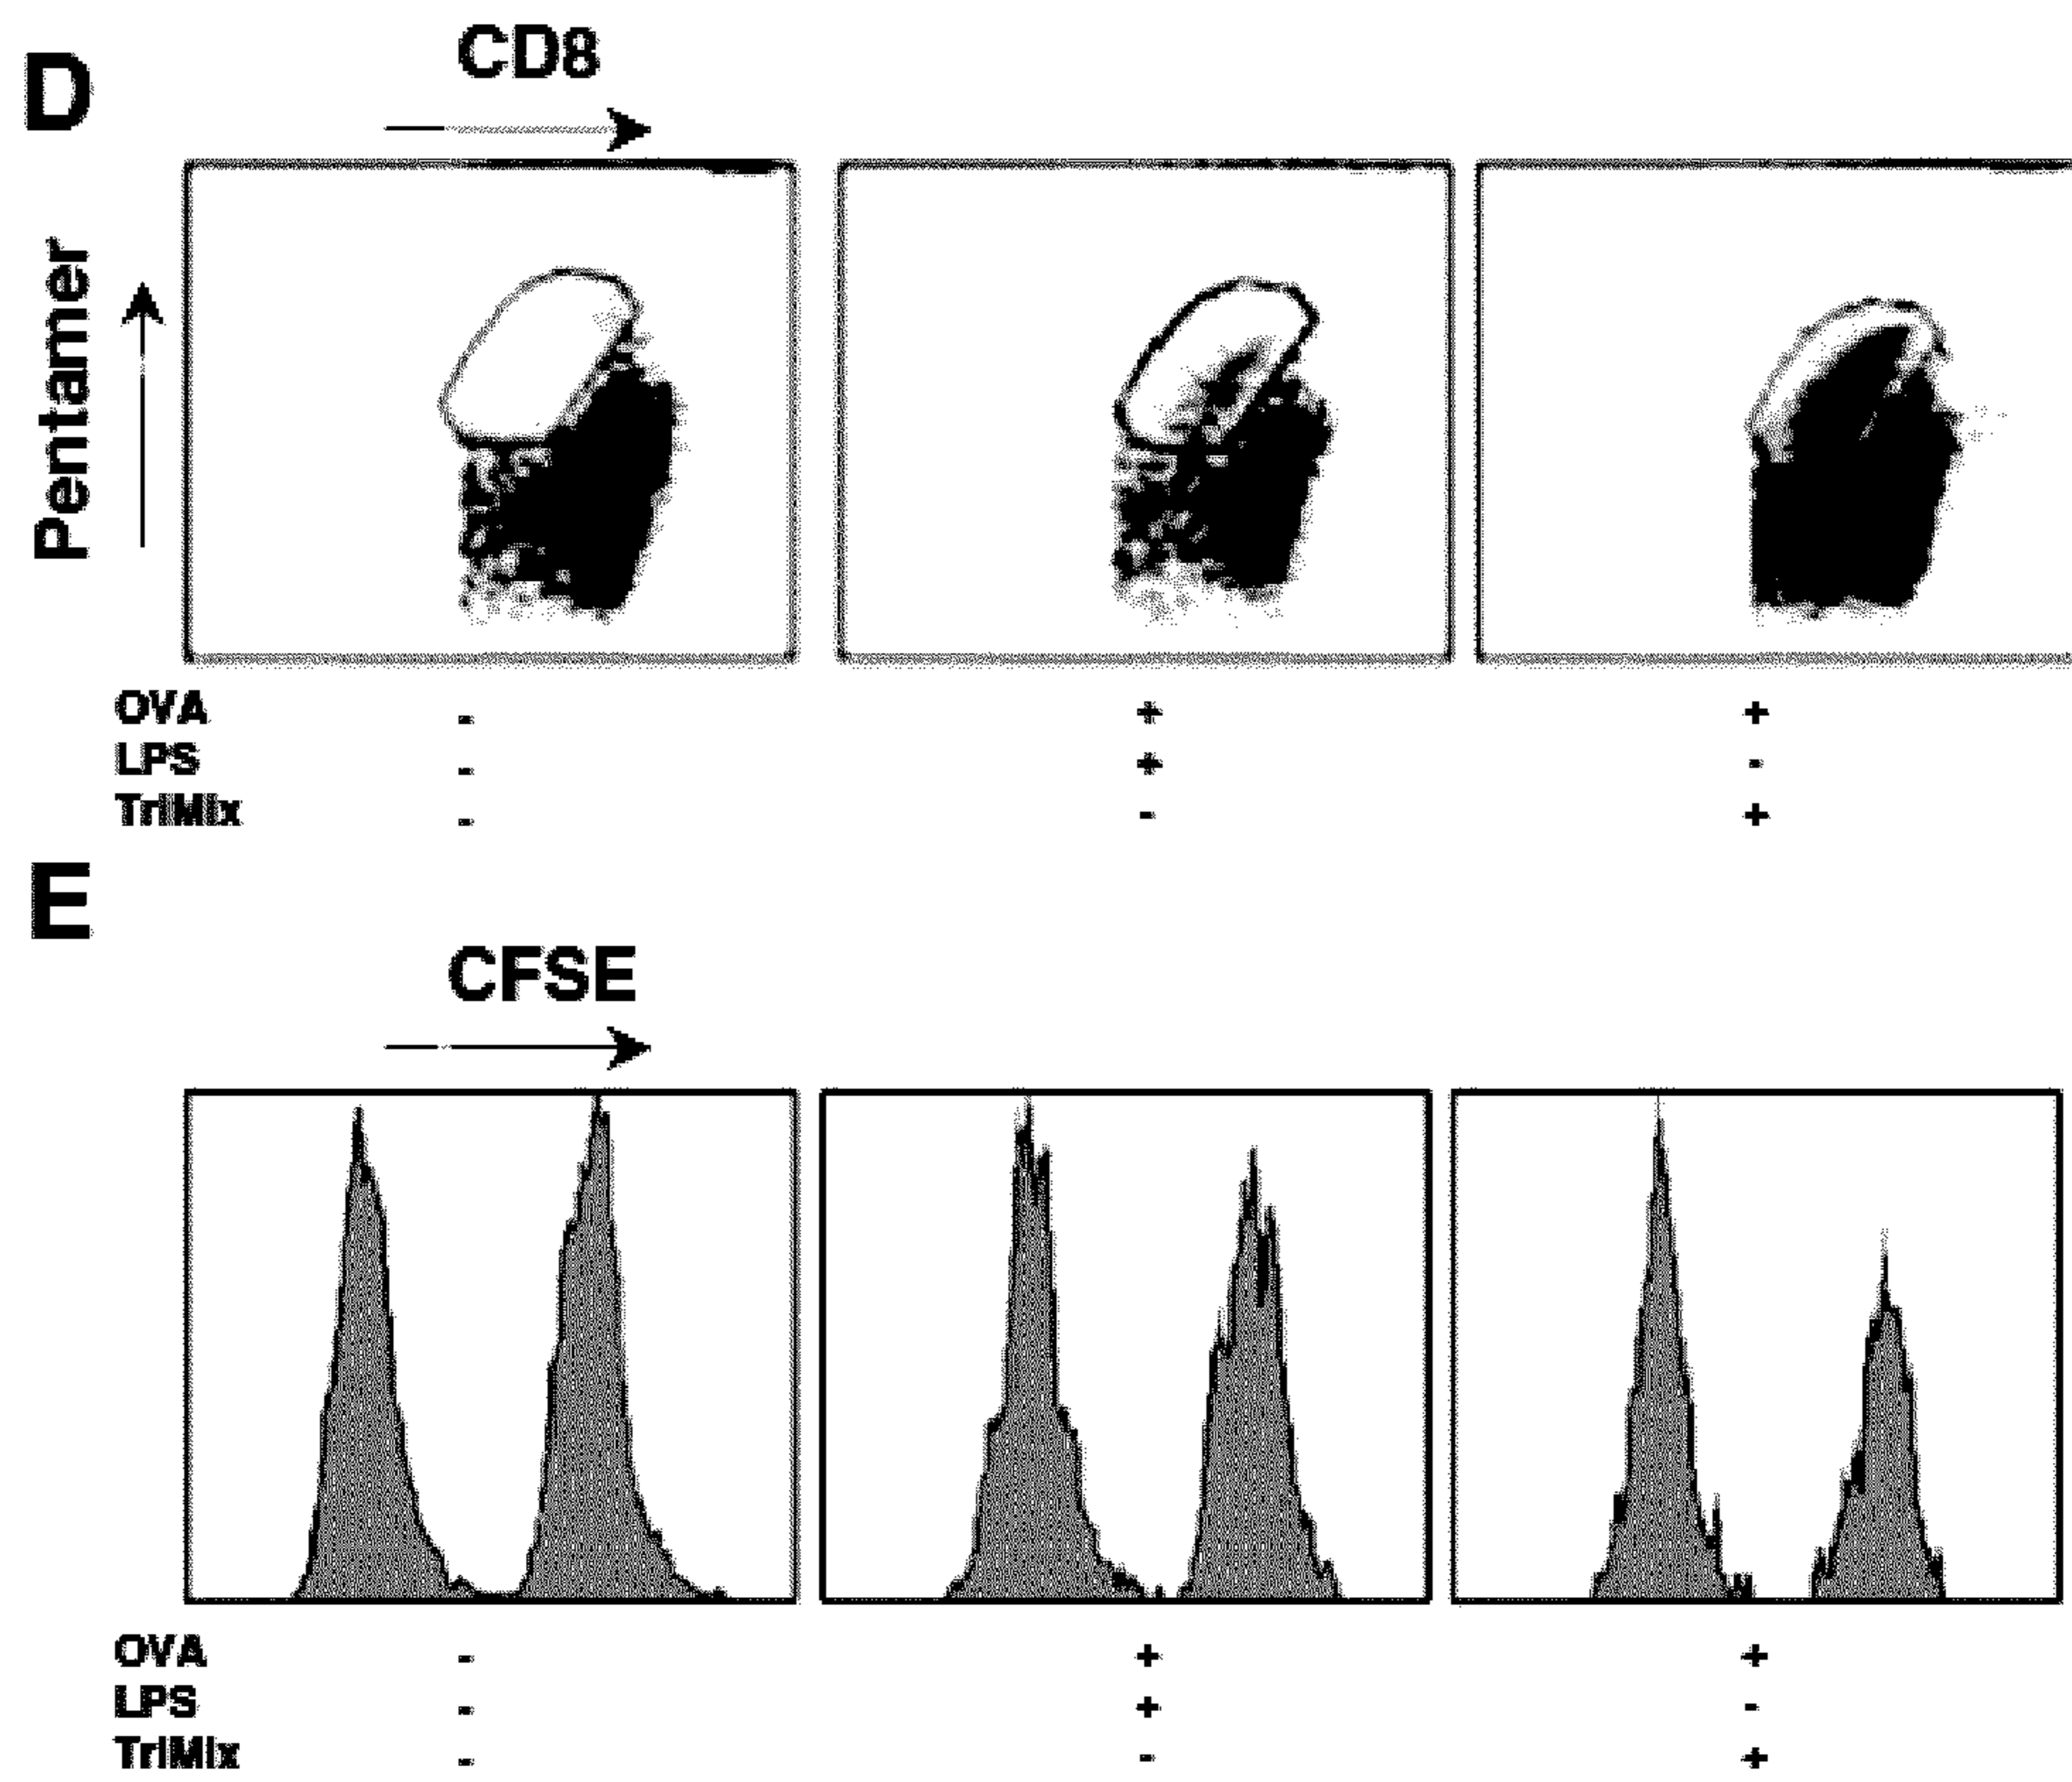 D
CD8
Pentamer
OVA - + +
LPS - + -
TriMix - - +
E
CFSE
OVA - + +
LPS - + -
TriMix - - +